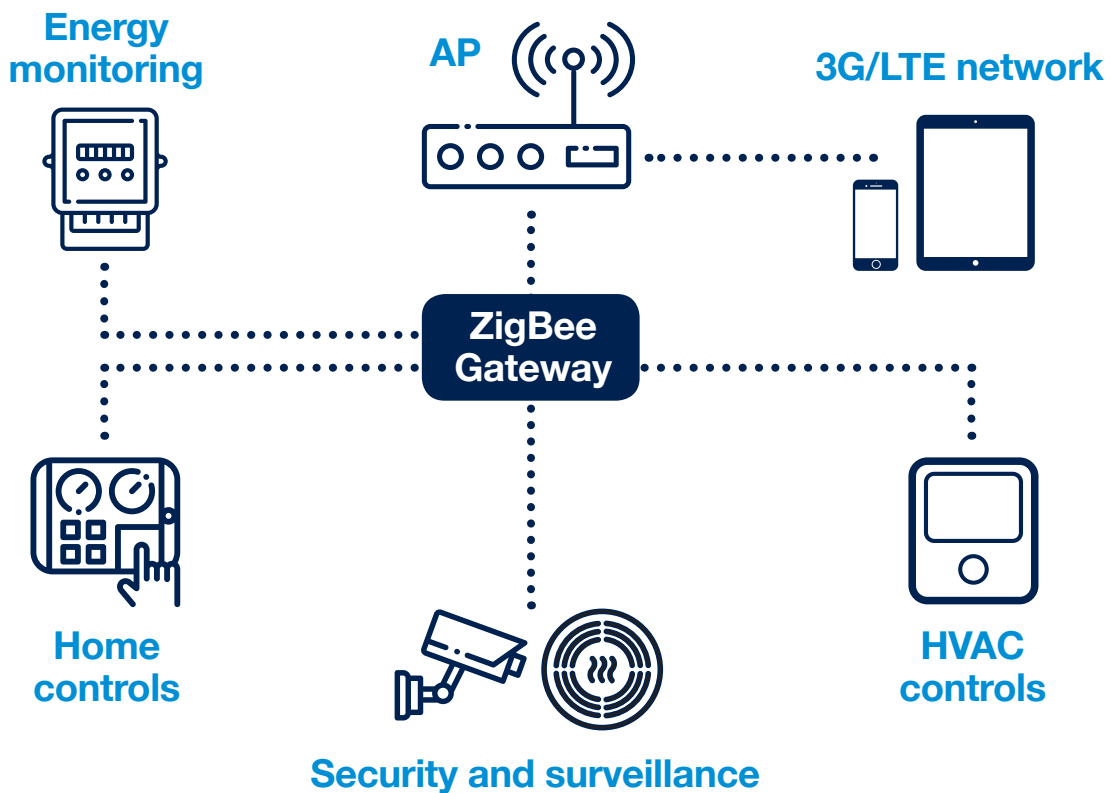 Energy
monitoring
AP
3G/LTE network
ZigBee
Gateway
Home
controls
HVAC
controls
Security and surveillance